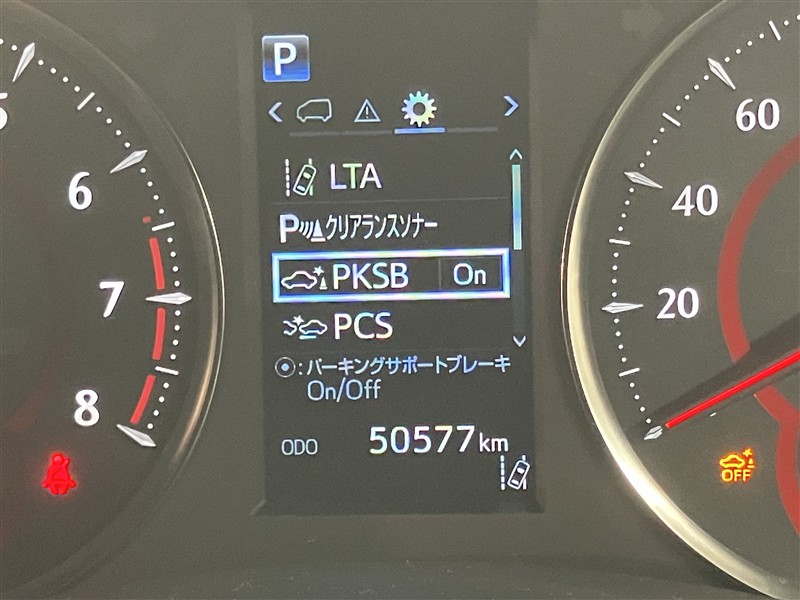 P
LTA
P クリアランスソナー
PKSB On
PCS
:パーキングサポートブレーキ
On/Off
ODO 50577 km
5
6
7
8
60
40
20
OFF